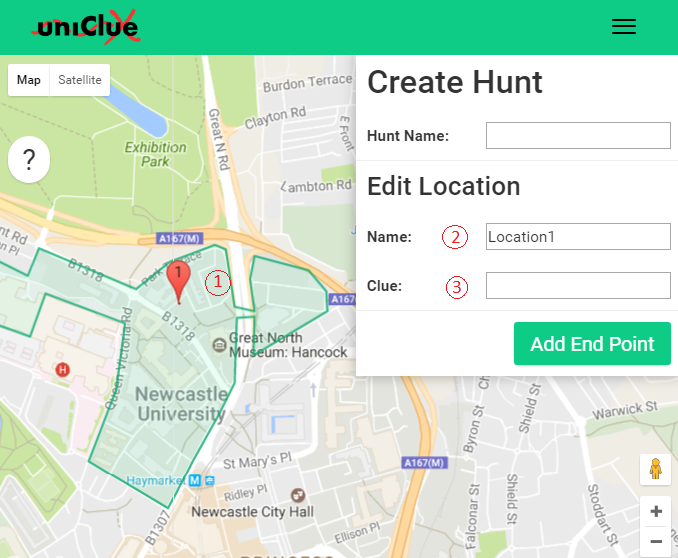 uniClue
Map Satellite
?
Create Hunt
Hunt Name:
Edit Location
Name: 2 Location1
Clue: 3
Add End Point
Burdon Terrace
Great N Rd
Clayton Rd
E Front
Exhibition
Park
Lambton Rd
A167(M)
B1318
Park Terrace
1
1
A167(M)
B1318
Great North
Museum: Hancock
Queen Victoria Rd
H
Newcastle
University
Warwick St
Byron St
Shield St
St Mary's Pl
A167(M)
Haymarket M
Ridley Pl
Falconar St
Shield St
Stoddart St
Newcastle City Hall
B1307
Ellison Pl
+
−